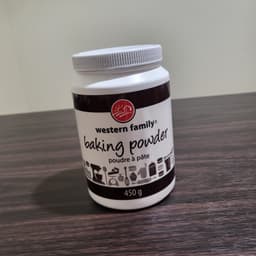 western family®
baking powder
poudre à pâte
450 g